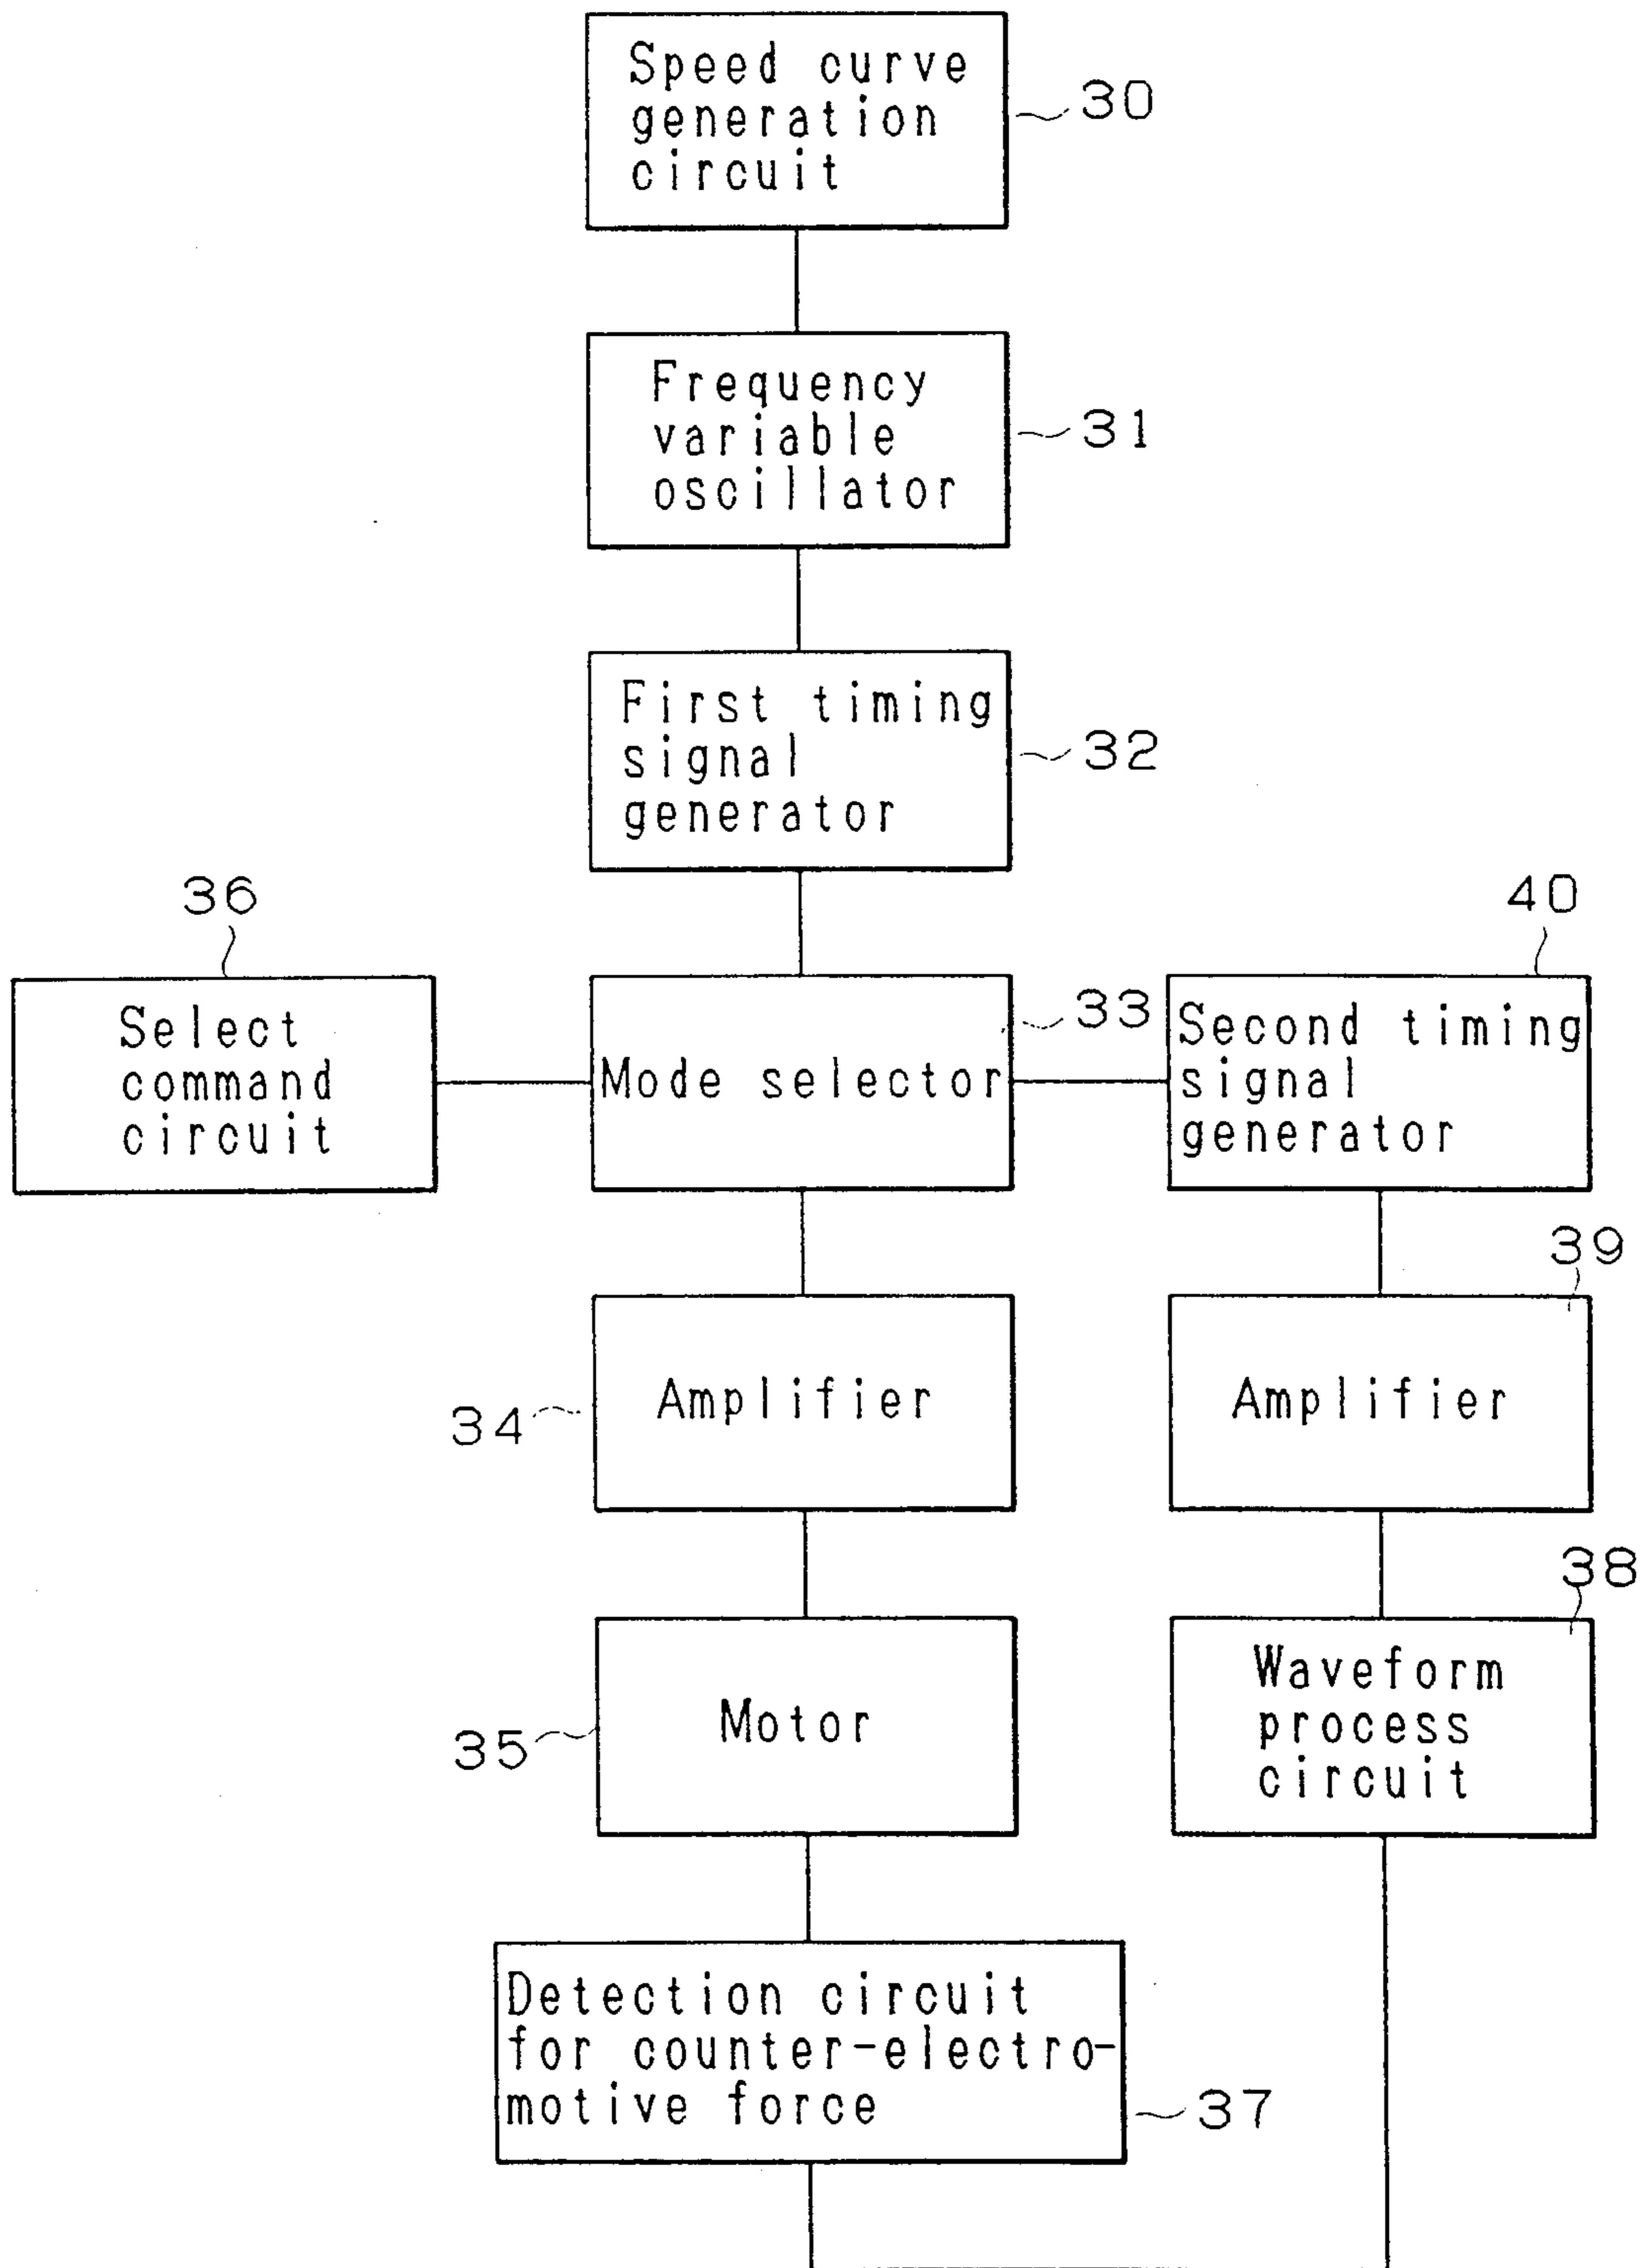 Speed curve
generation
circuit
30
Frequency
variable
oscillator
31
First timing
signal
generator
32
36
Select
command
circuit
33
Mode selector
40
Second timing
signal
generator
34
Amplifier
39
Amplifier
35
Motor
38
Waveform
process
circuit
Detection circuit
for counter-electro-
motive force
37